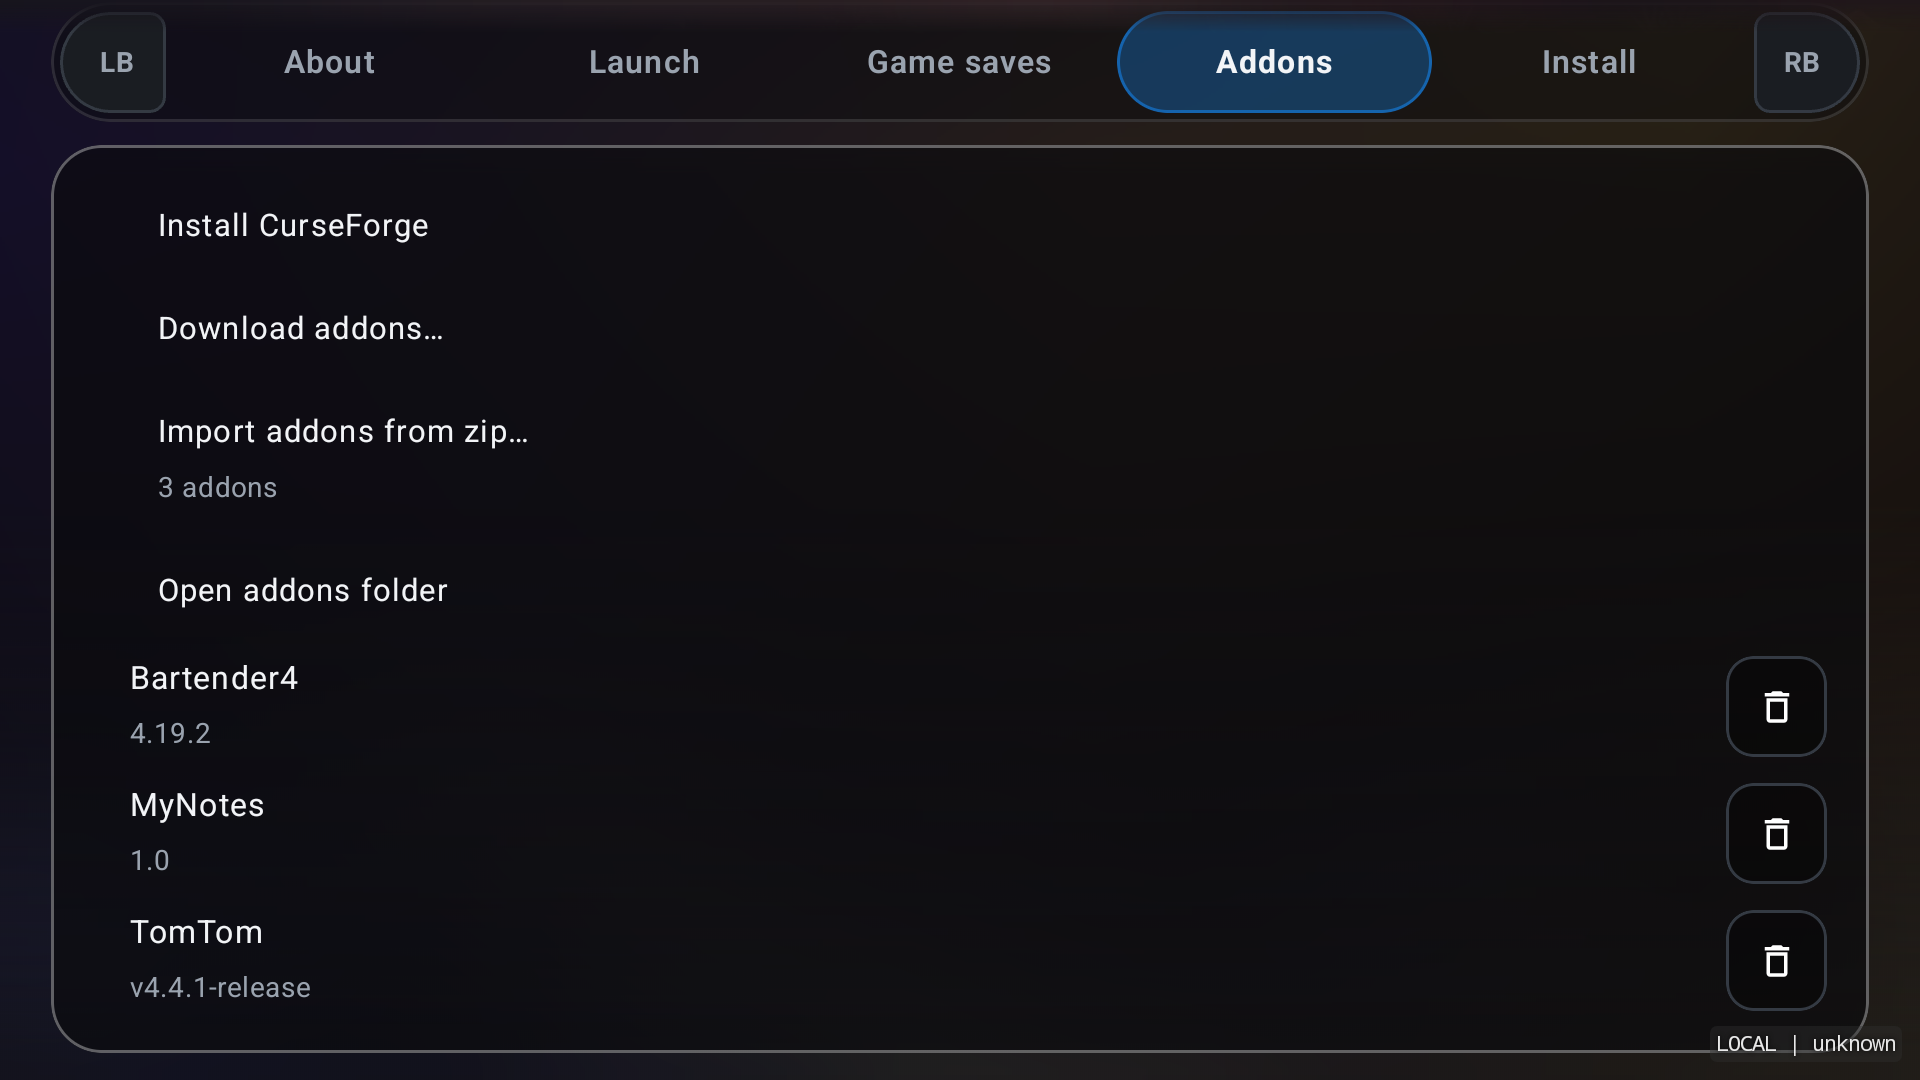 LB
About
Launch
Game saves
Addons
Install
RB
Install CurseForge
Download addons…
Import addons from zip…
3 addons
Open addons folder
Bartender4
4.19.2
MyNotes
1.0
TomTom
v4.4.1-release
LOCAL | unknown